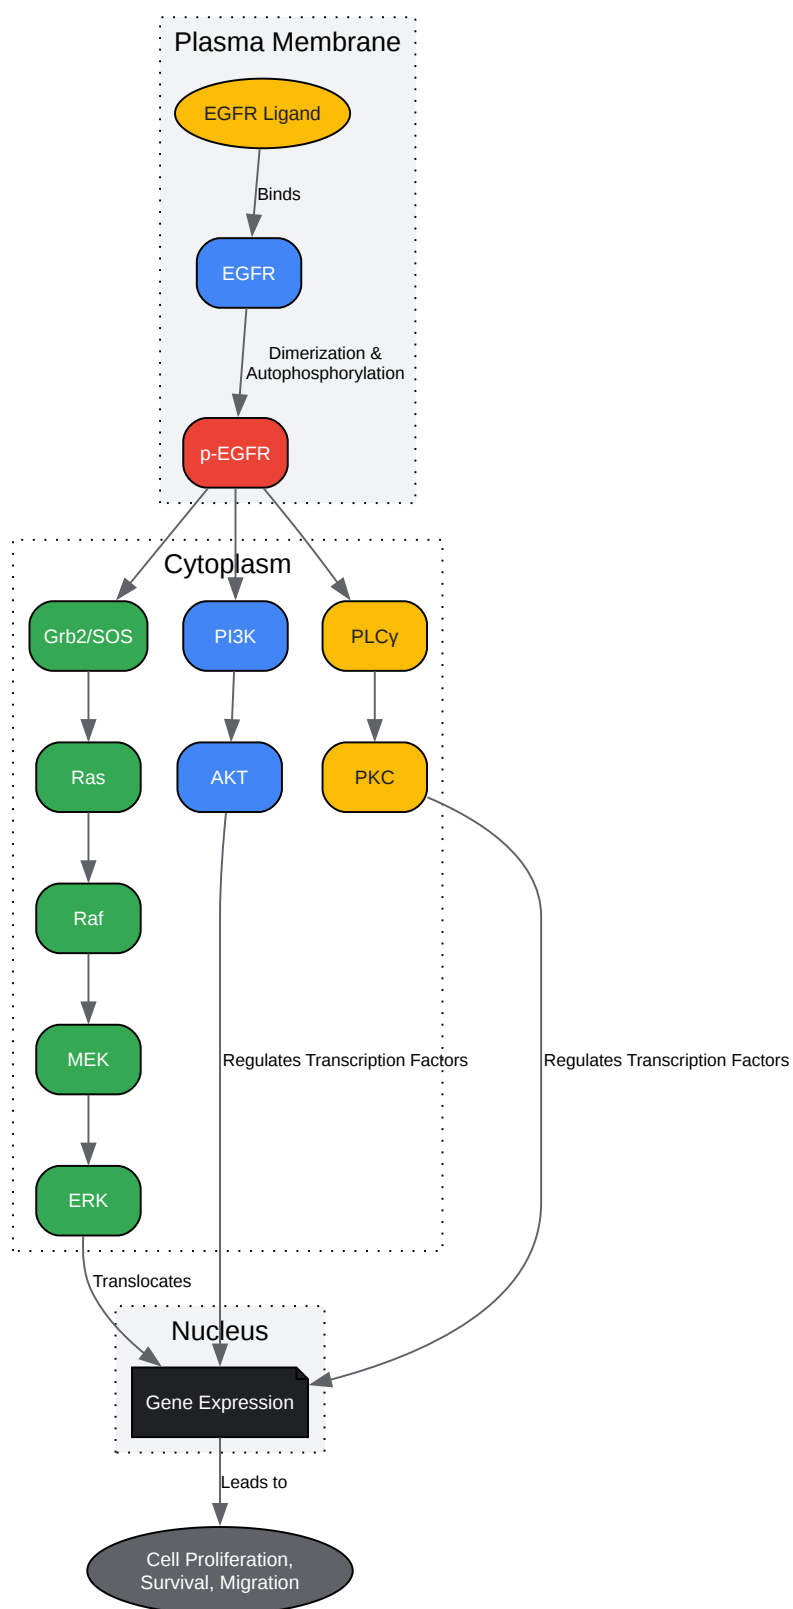 Plasma Membrane
EGFR Ligand
Binds
EGFR
Dimerization &
Autophosphorylation
p-EGFR
Cytoplasm
Grb2/SOS
PI3K
PLCγ
Ras
AKT
PKC
Raf
MEK
Regulates Transcription Factors
Regulates Transcription Factors
ERK
Translocates
Nucleus
Gene Expression
Leads to
Cell Proliferation,
Survival, Migration